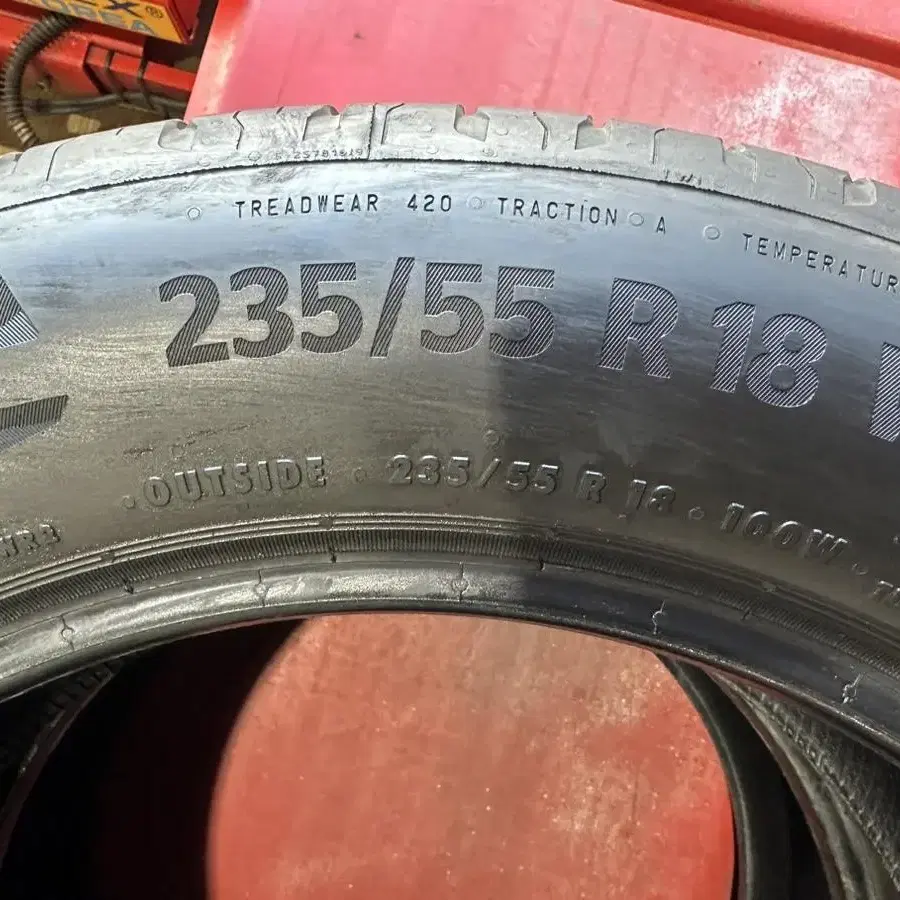 TREADWEAR 420 TRACTION A TEMPERATUR
235/55 R 18
OUTSIDE · 235/55 R 18 · 100W ·